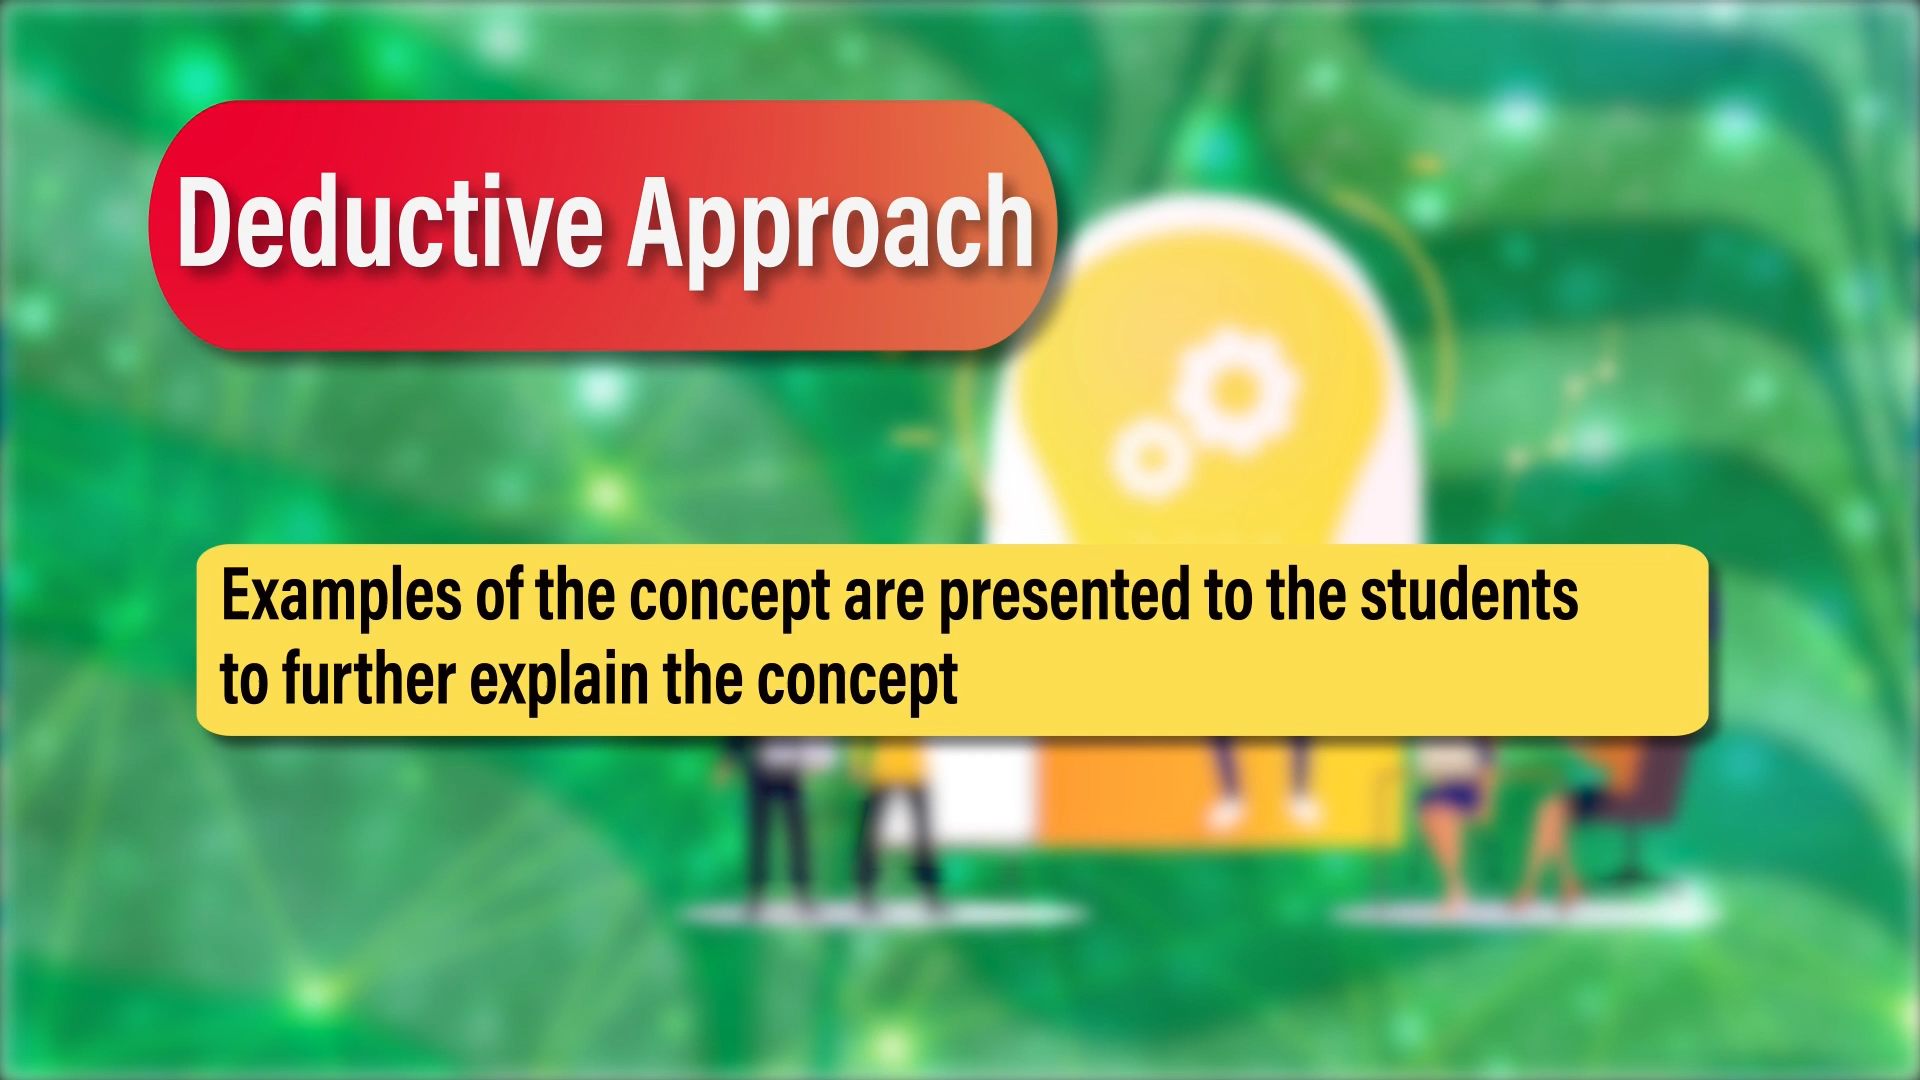 Deductive Approach
Examples of the concept are presented to the students
to further explain the concept